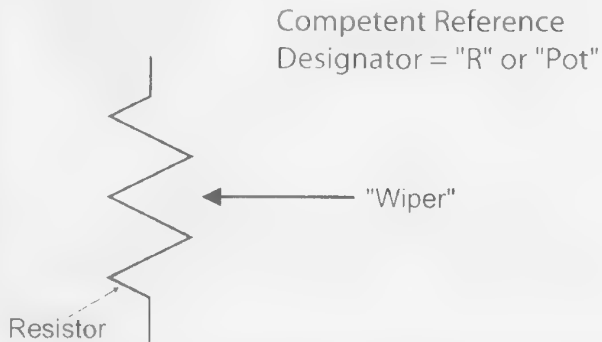 Competent Reference
Designator = "R" or "Pot"
"Wiper"
Resistor